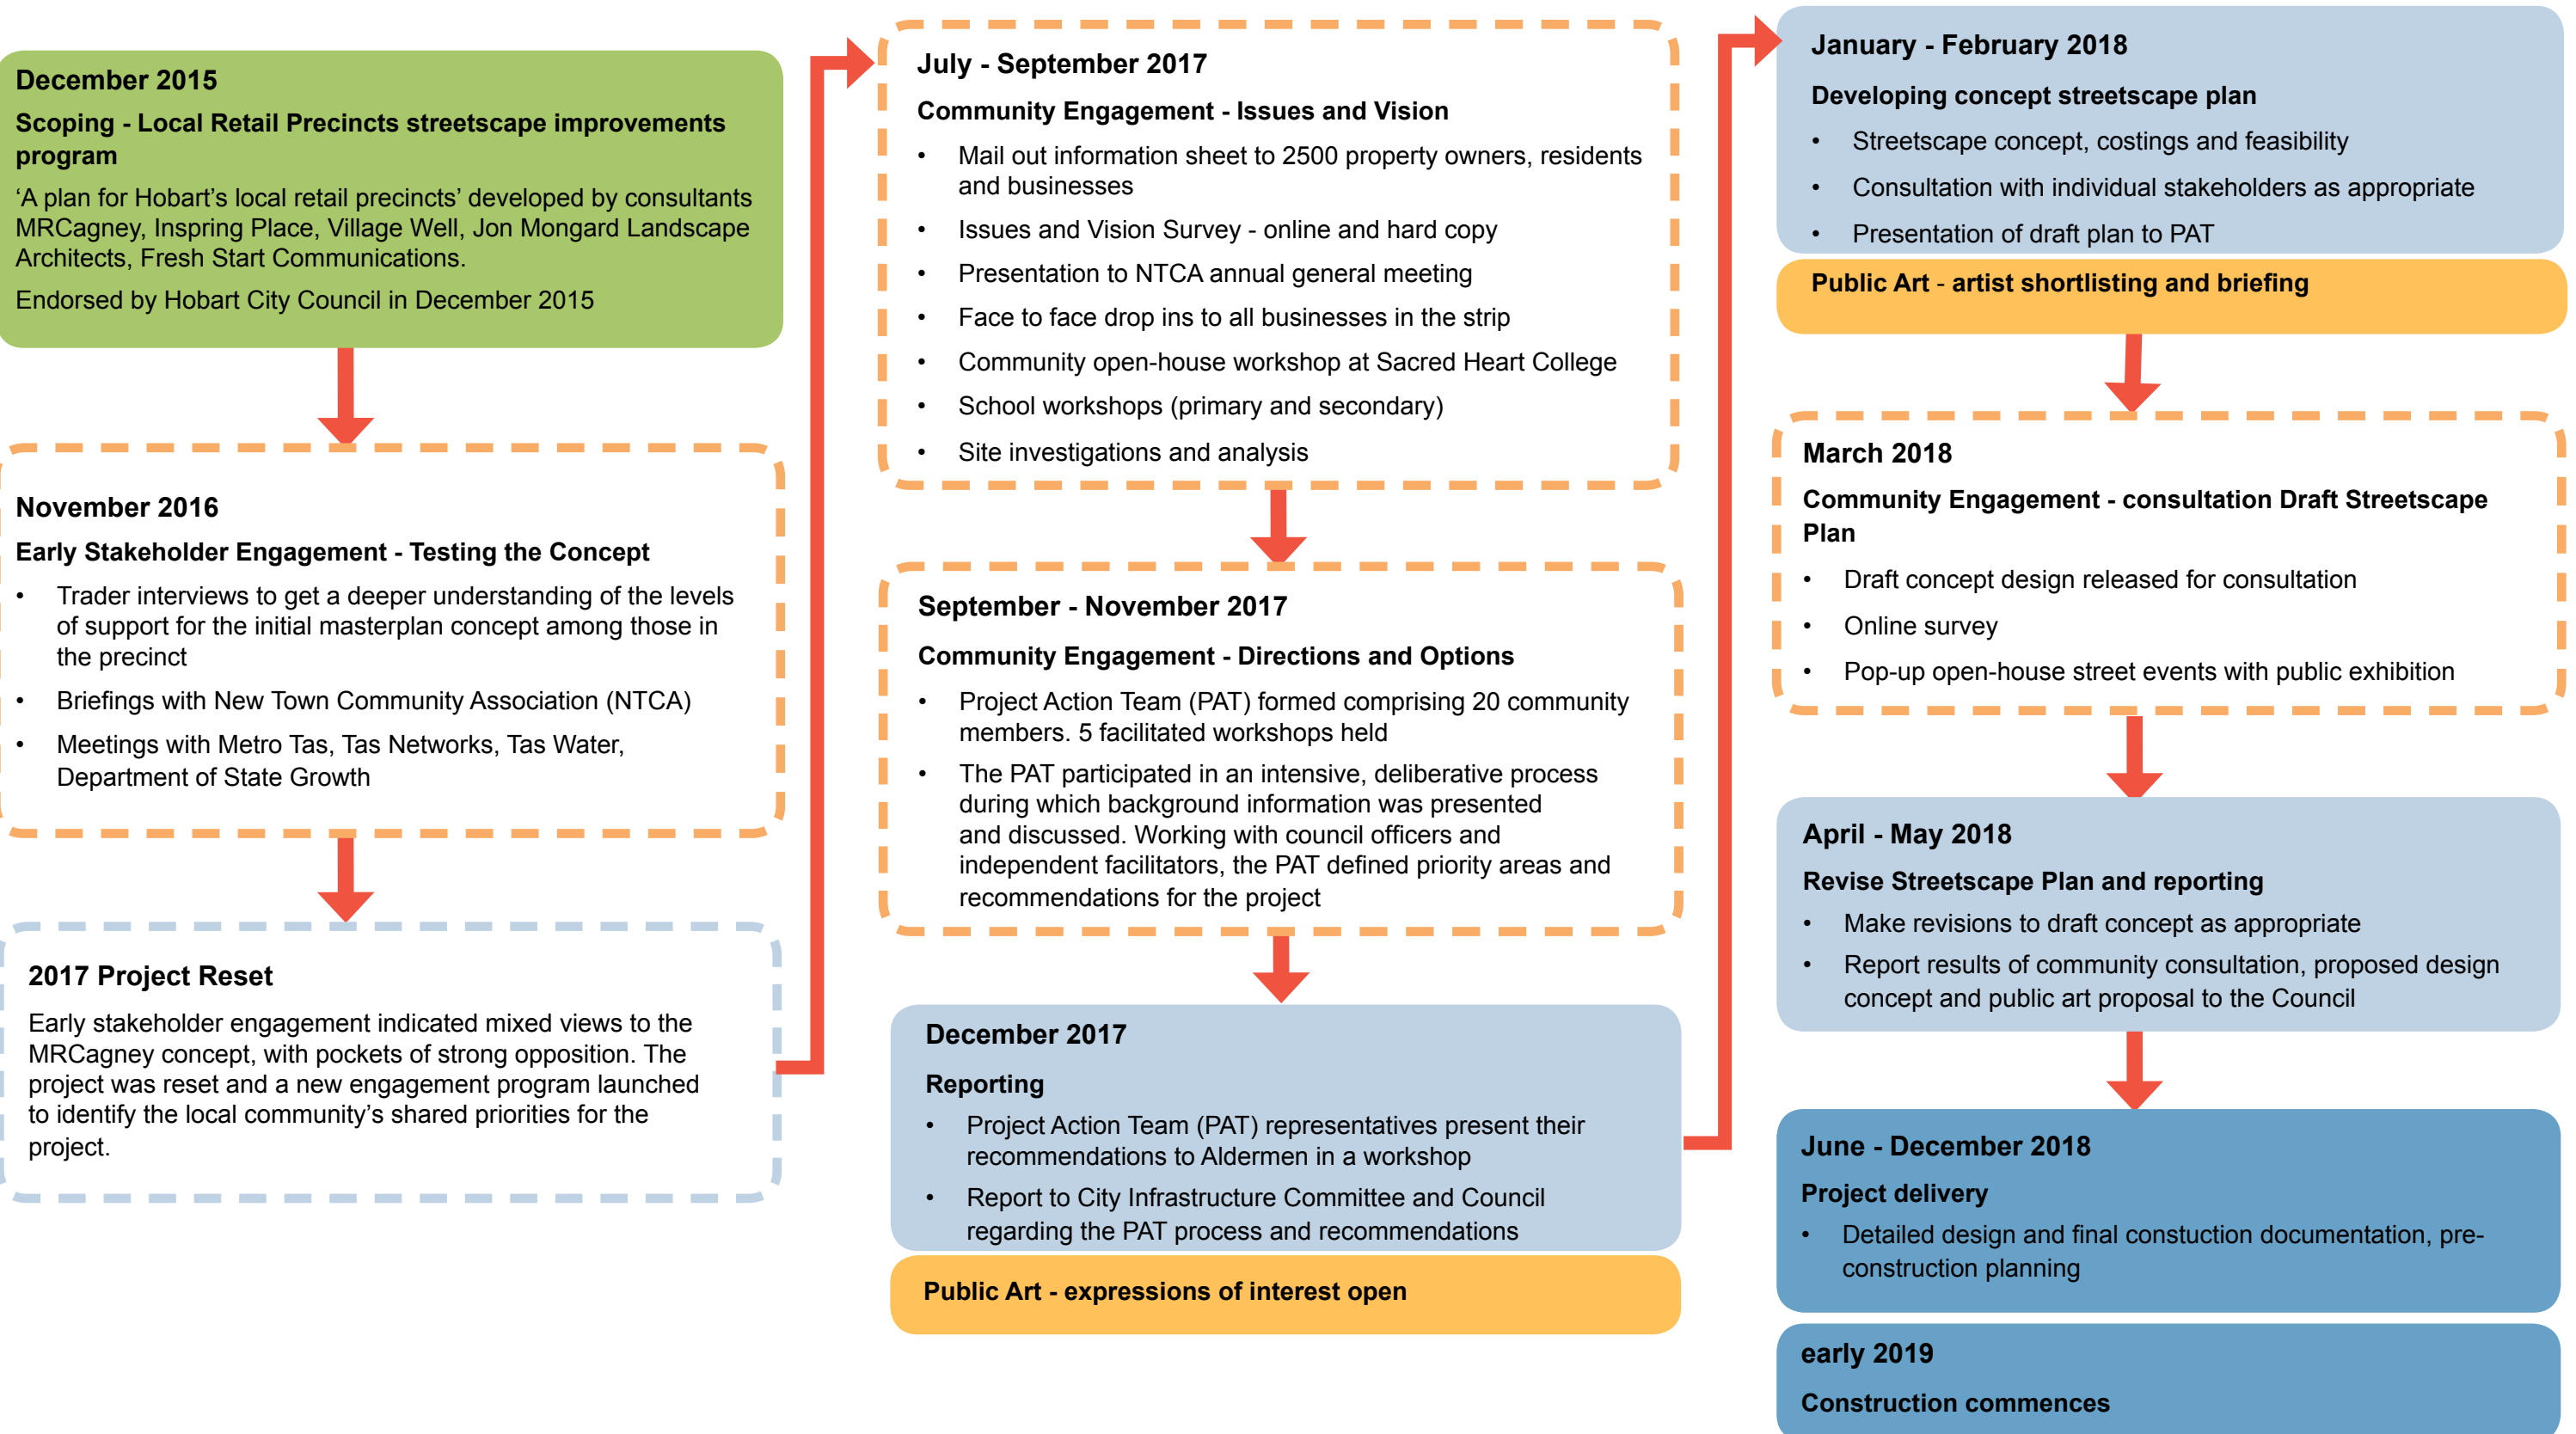 December 2015
Scoping - Local Retail Precincts streetscape improvements
program
‘A plan for Hobart’s local retail precincts’ developed by consultants
MRCagney, Inspring Place, Village Well, Jon Mongard Landscape
Architects, Fresh Start Communications.
Endorsed by Hobart City Council in December 2015
November 2016
Early Stakeholder Engagement - Testing the Concept
• Trader interviews to get a deeper understanding of the levels
of support for the initial masterplan concept among those in
the precinct
• Briefings with New Town Community Association (NTCA)
• Meetings with Metro Tas, Tas Networks, Tas Water,
Department of State Growth
2017 Project Reset
Early stakeholder engagement indicated mixed views to the
MRCagney concept, with pockets of strong opposition. The
project was reset and a new engagement program launched
to identify the local community’s shared priorities for the
project.
July - September 2017
Community Engagement - Issues and Vision
• Mail out information sheet to 2500 property owners, residents
and businesses
• Issues and Vision Survey - online and hard copy
• Presentation to NTCA annual general meeting
• Face to face drop ins to all businesses in the strip
• Community open-house workshop at Sacred Heart College
• School workshops (primary and secondary)
• Site investigations and analysis
September - November 2017
Community Engagement - Directions and Options
• Project Action Team (PAT) formed comprising 20 community
members. 5 facilitated workshops held
• The PAT participated in an intensive, deliberative process
during which background information was presented
and discussed. Working with council officers and
independent facilitators, the PAT defined priority areas and
recommendations for the project
December 2017
Reporting
• Project Action Team (PAT) representatives present their
recommendations to Aldermen in a workshop
• Report to City Infrastructure Committee and Council
regarding the PAT process and recommendations
Public Art - expressions of interest open
January - February 2018
Developing concept streetscape plan
• Streetscape concept, costings and feasibility
• Consultation with individual stakeholders as appropriate
• Presentation of draft plan to PAT
Public Art - artist shortlisting and briefing
March 2018
Community Engagement - consultation Draft Streetscape
Plan
• Draft concept design released for consultation
• Online survey
• Pop-up open-house street events with public exhibition
April - May 2018
Revise Streetscape Plan and reporting
• Make revisions to draft concept as appropriate
• Report results of community consultation, proposed design
concept and public art proposal to the Council
June - December 2018
Project delivery
• Detailed design and final constuction documentation, pre-
construction planning
early 2019
Construction commences